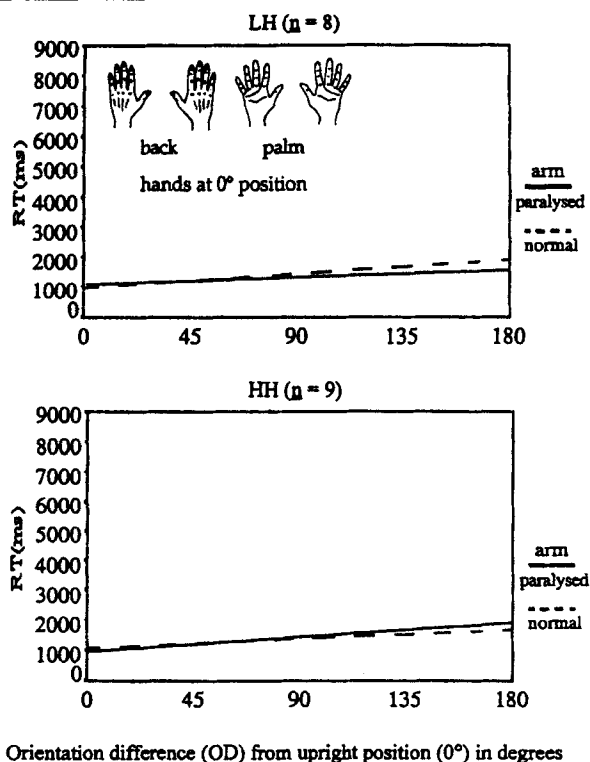 LH (n = 8)
9000
8000
7000
6000
5000
4000
3000
2000
1000
0
RT(ms)
back palm
hands at 0° position
arm
paralysed
normal
0 45 90 135 180
HH (n = 9)
9000
8000
7000
6000
5000
4000
3000
2000
1000
0
RT(ms)
arm
paralysed
normal
0 45 90 135 180
Orientation difference (OD) from upright position (0°) in degrees